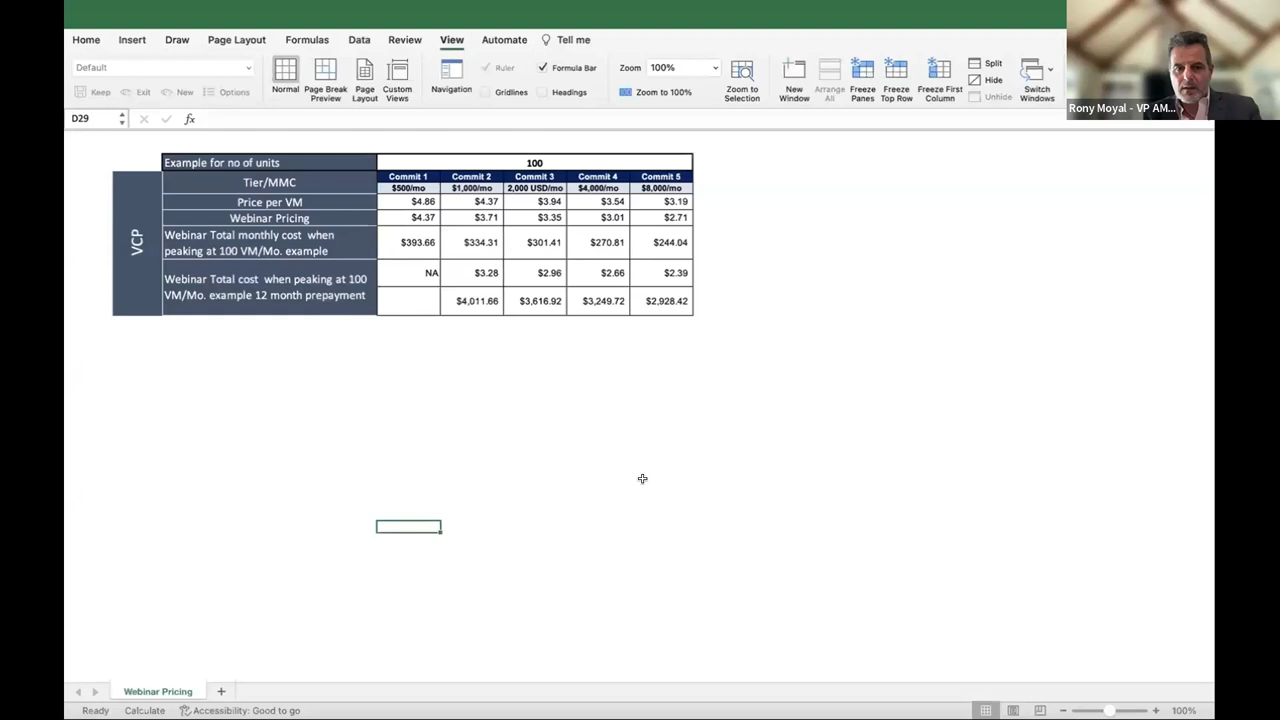 Home Insert Draw Page Layout Formulas Data Review View Automate Tell me
Default
Keep Exit New Options
Normal Page Break Preview Page Layout Custom Views
Navigation
Ruler Formula Bar
Gridlines Headings
Zoom 100%
Zoom to 100%
Zoom to Selection
New Window Arrange All Freeze Panes Freeze Top Row Freeze First Column
Split
Hide
Unhide
Switch Windows
Rony Moyal - VP AM...
D29 fx
Example for no of units 100
VCP
Tier/MMC Commit 1 Commit 2 Commit 3 Commit 4 Commit 5
$500/mo $1,000/mo 2,000 USD/mo $4,000/mo $8,000/mo
Price per VM $4.86 $4.37 $3.94 $3.54 $3.19
Webinar Pricing $4.37 $3.71 $3.35 $3.01 $2.71
Webinar Total monthly cost when
peaking at 100 VM/Mo. example $393.66 $334.31 $301.41 $270.81 $244.04
Webinar Total cost when peaking at 100
VM/Mo. example 12 month prepayment
NA $3.28 $2.96 $2.66 $2.39
$4,011.66 $3,616.92 $3,249.72 $2,928.42
Webinar Pricing +
Ready Calculate Accessibility: Good to go 100%